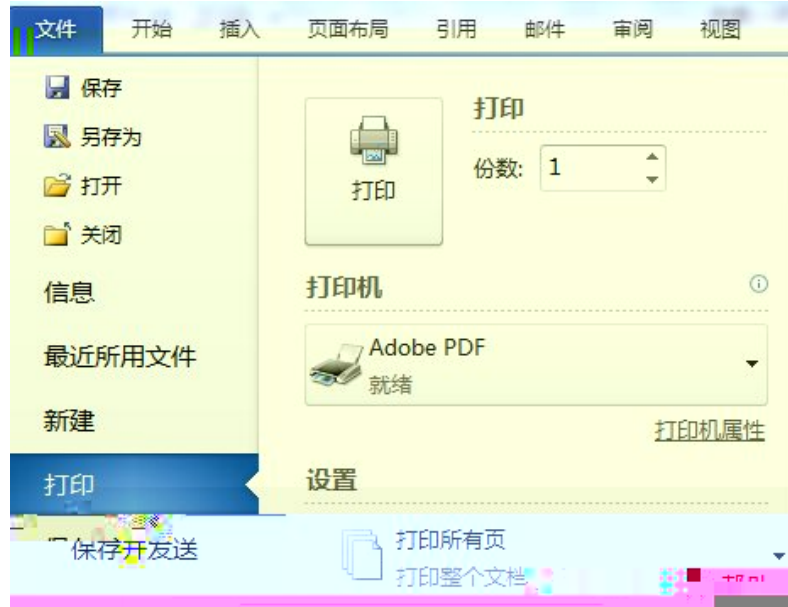 文件 开始 插入 页面布局 引用 邮件 审阅 视图
保存
另存为
打开
关闭
信息
最近所用文件
新建
打印
保存开发送
打印
打印
份数: 1
打印机
Adobe PDF
就绪
打印机属性
设置
打印所有页
打印整个文档